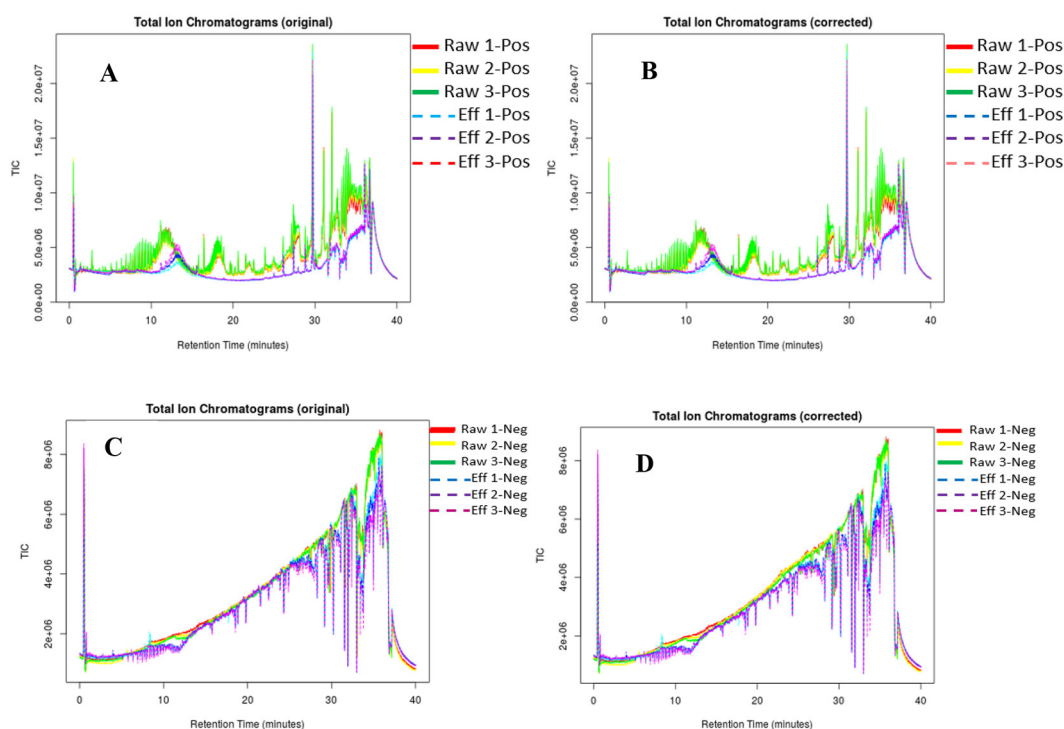 Total Ion Chromatograms (original)
A
Raw 1-Pos
Raw 2-Pos
Raw 3-Pos
Eff 1-Pos
Eff 2-Pos
Eff 3-Pos
TIC
0.0e+00 5.0e+06 1.0e+07 1.5e+07 2.0e+07
0 10 20 30 40
Retention Time (minutes)
Total Ion Chromatograms (corrected)
B
Raw 1-Pos
Raw 2-Pos
Raw 3-Pos
Eff 1-Pos
Eff 2-Pos
Eff 3-Pos
TIC
0.0e+00 5.0e+06 1.0e+07 1.5e+07 2.0e+07
0 10 20 30 40
Retention Time (minutes)
Total Ion Chromatograms (original)
C
Raw 1-Neg
Raw 2-Neg
Raw 3-Neg
Eff 1-Neg
Eff 2-Neg
Eff 3-Neg
TIC
2e+06 4e+06 6e+06 8e+06
0 10 20 30 40
Retention Time (minutes)
Total Ion Chromatograms (corrected)
D
Raw 1-Neg
Raw 2-Neg
Raw 3-Neg
Eff 1-Neg
Eff 2-Neg
Eff 3-Neg
TIC
2e+06 4e+06 6e+06 8e+06
0 10 20 30 40
Retention Time (minutes)